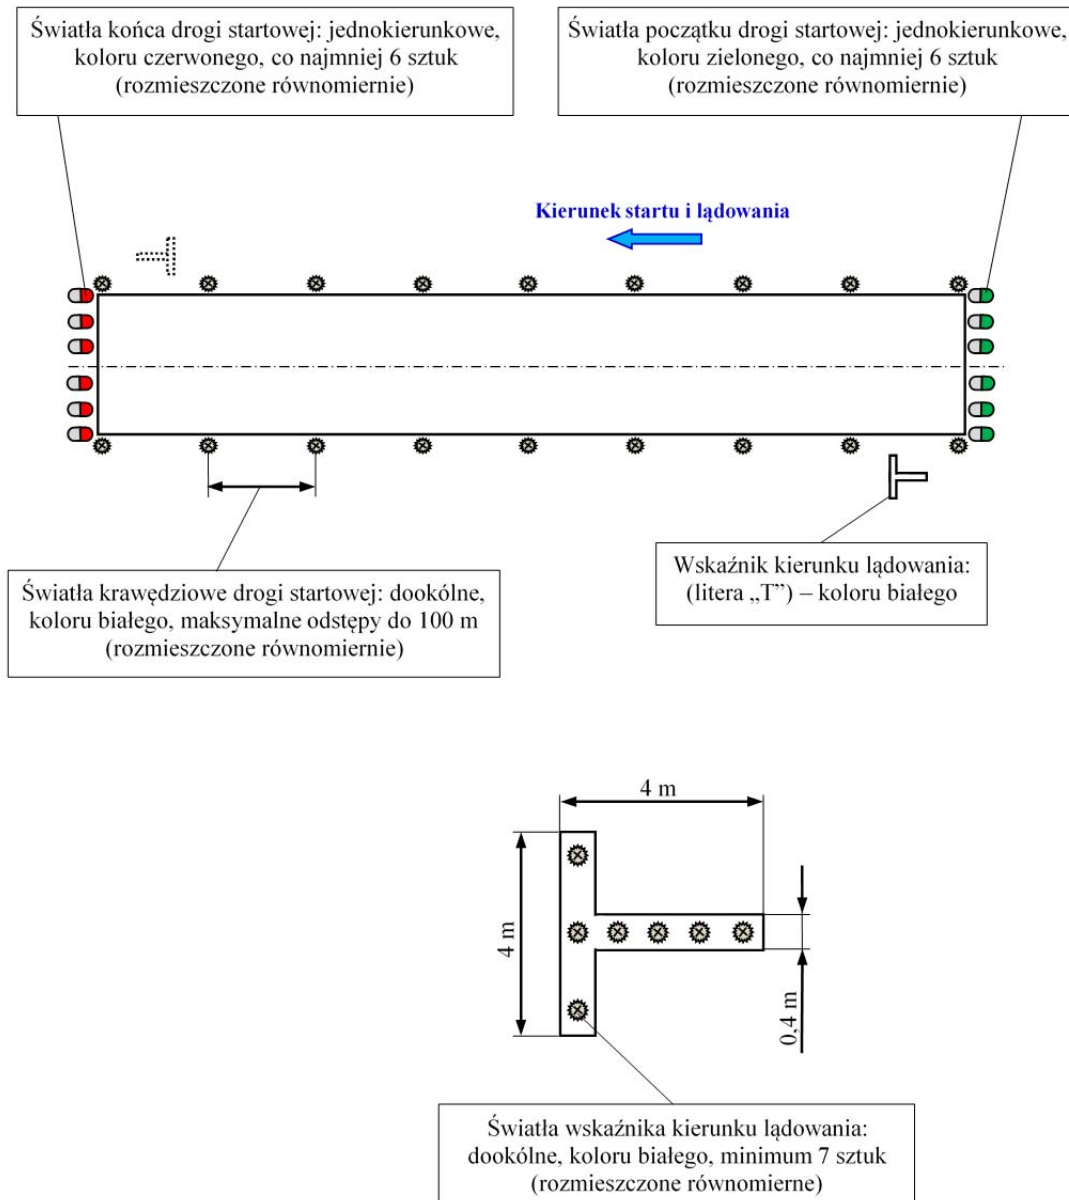 Światła końca drogi startowej: jednokierunkowe,
koloru czerwonego, co najmniej 6 sztuk
(rozmieszczone równomiernie)
Światła początku drogi startowej: jednokierunkowe,
koloru zielonego, co najmniej 6 sztuk
(rozmieszczone równomiernie)
Kierunek startu i lądowania
Światła krawędziowe drogi startowej: dookólne,
koloru białego, maksymalne odstępy do 100 m
(rozmieszczone równomiernie)
Wskaźnik kierunku lądowania:
(litera „T”) – koloru białego
4 m
4 m
0,4 m
Światła wskaźnika kierunku lądowania:
dookólne, koloru białego, minimum 7 sztuk
(rozmieszczone równomierne)